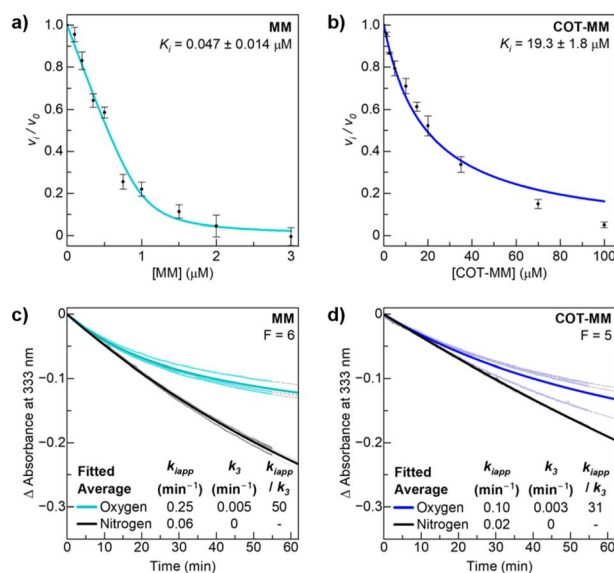 a)
MM
Ki = 0.047 ± 0.014 μM
vi / v0
1.0
0.8
0.6
0.4
0.2
0
0 1 2 3
[MM] (μM)
b)
COT-MM
Ki = 19.3 ± 1.8 μM
vi / v0
1.0
0.8
0.6
0.4
0.2
0.0
0 20 40 60 80 100
[COT-MM] (μM)
c)
MM
F = 6
Δ Absorbance at 333 nm
0
−0.1
−0.2
−0.3
Fitted kiapp k3 kiapp
Average (min−1) (min−1) / k3
Oxygen 0.25 0.005 50
Nitrogen 0.06 0 -
0 10 20 30 40 50 60
Time (min)
d)
COT-MM
F = 5
Δ Absorbance at 333 nm
0
−0.1
−0.2
−0.3
Fitted kiapp k3 kiapp
Average (min−1) (min−1) / k3
Oxygen 0.10 0.003 31
Nitrogen 0.02 0 -
0 10 20 30 40 50 60
Time (min)